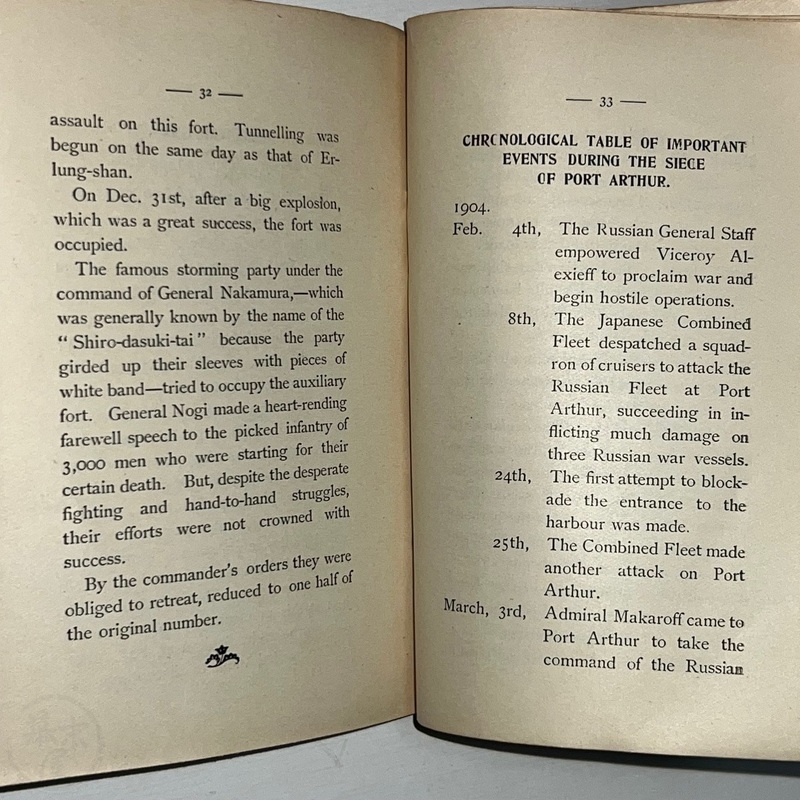 — 32 —
assault on this fort. Tunnelling was
begun on the same day as that of Er-
lung-shan.
On Dec. 31st, after a big explosion,
which was a great success, the fort was
occupied.
The famous storming party under the
command of General Nakamura,—which
was generally known by the name of the
“Shiro-dasuki-tai” because the party
girded up their sleeves with pieces of
white band—tried to occupy the auxiliary
fort. General Nogi made a heart-rending
farewell speech to the picked infantry of
3,000 men who were starting for their
certain death. But, despite the desperate
fighting and hand-to-hand struggles,
their efforts were not crowned with
success.
By the commander's orders they were
obliged to retreat, reduced to one half of
the original number.
— 33 —
CHRONOLOGICAL TABLE OF IMPORTANT
EVENTS DURING THE SIEGE
OF PORT ARTHUR.
1904.
Feb. 4th, The Russian General Staff
empowered Viceroy Al-
exieff to proclaim war and
begin hostile operations.
8th, The Japanese Combined
Fleet despatched a squad-
ron of cruisers to attack the
Russian Fleet at Port
Arthur, succeeding in in-
flicting much damage on
three Russian war vessels.
24th, The first attempt to block-
ade the entrance to the
harbour was made.
25th, The Combined Fleet made
another attack on Port
Arthur.
March, 3rd, Admiral Makaroff came to
Port Arthur to take the
command of the Russian